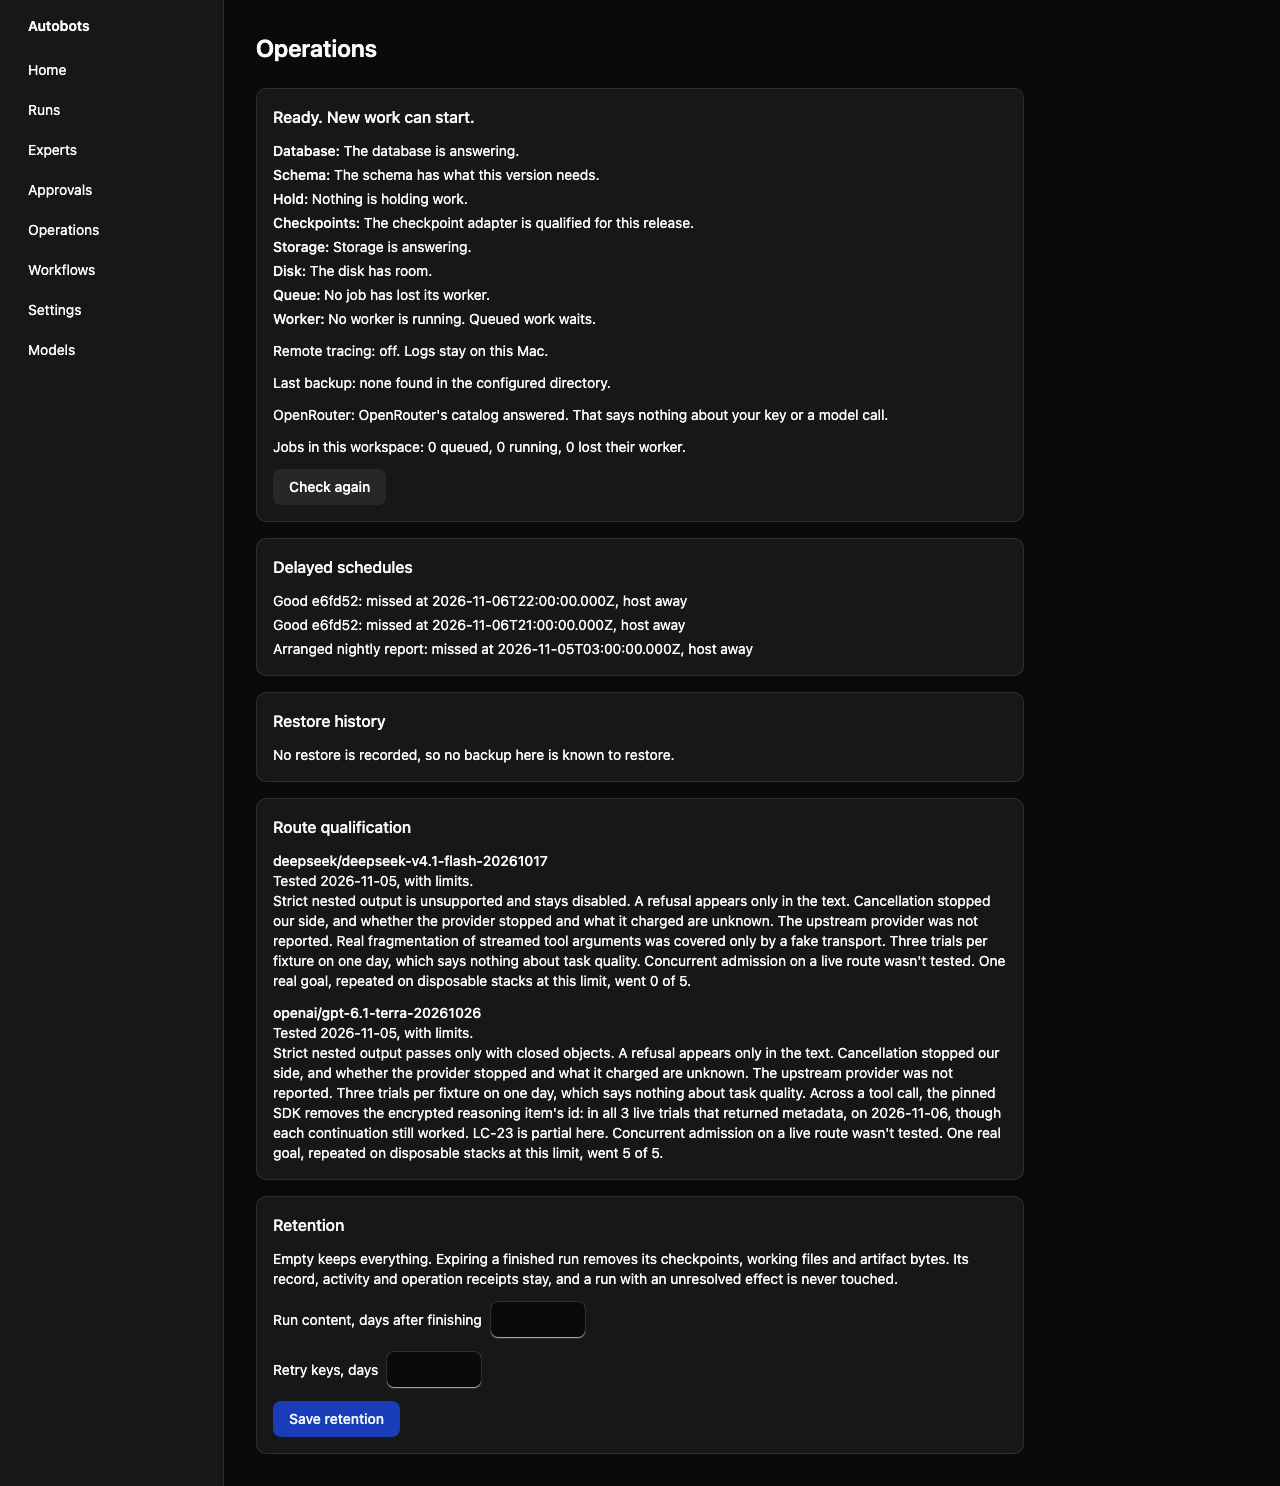 Autobots
Home
Runs
Experts
Approvals
Operations
Workflows
Settings
Models
Operations
Ready. New work can start.
Database: The database is answering.
Schema: The schema has what this version needs.
Hold: Nothing is holding work.
Checkpoints: The checkpoint adapter is qualified for this release.
Storage: Storage is answering.
Disk: The disk has room.
Queue: No job has lost its worker.
Worker: No worker is running. Queued work waits.
Remote tracing: off. Logs stay on this Mac.
Last backup: none found in the configured directory.
OpenRouter: OpenRouter's catalog answered. That says nothing about your key or a model call.
Jobs in this workspace: 0 queued, 0 running, 0 lost their worker.
Check again
Delayed schedules
Good e6fd52: missed at 2026-11-06T22:00:00.000Z, host away
Good e6fd52: missed at 2026-11-06T21:00:00.000Z, host away
Arranged nightly report: missed at 2026-11-05T03:00:00.000Z, host away
Restore history
No restore is recorded, so no backup here is known to restore.
Route qualification
deepseek/deepseek-v4.1-flash-20261017
Tested 2026-11-05, with limits.
Strict nested output is unsupported and stays disabled. A refusal appears only in the text. Cancellation stopped
our side, and whether the provider stopped and what it charged are unknown. The upstream provider was not
reported. Real fragmentation of streamed tool arguments was covered only by a fake transport. Three trials per
fixture on one day, which says nothing about task quality. Concurrent admission on a live route wasn't tested. One
real goal, repeated on disposable stacks at this limit, went 0 of 5.
openai/gpt-6.1-terra-20261026
Tested 2026-11-05, with limits.
Strict nested output passes only with closed objects. A refusal appears only in the text. Cancellation stopped our
side, and whether the provider stopped and what it charged are unknown. The upstream provider was not
reported. Three trials per fixture on one day, which says nothing about task quality. Across a tool call, the pinned
SDK removes the encrypted reasoning item's id: in all 3 live trials that returned metadata, on 2026-11-06, though
each continuation still worked. LC-23 is partial here. Concurrent admission on a live route wasn't tested. One real
goal, repeated on disposable stacks at this limit, went 5 of 5.
Retention
Empty keeps everything. Expiring a finished run removes its checkpoints, working files and artifact bytes. Its
record, activity and operation receipts stay, and a run with an unresolved effect is never touched.
Run content, days after finishing
Retry keys, days
Save retention